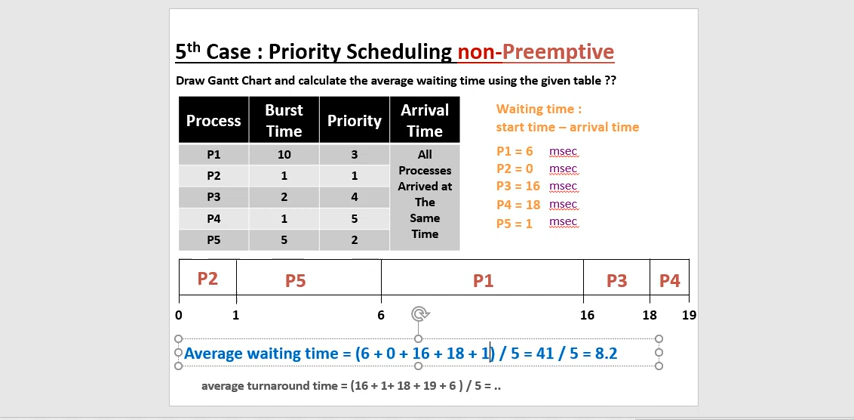 5th Case : Priority Scheduling non-Preemptive
Draw Gantt Chart and calculate the average waiting time using the given table ??
Process Burst Time Priority Arrival Time
P1 10 3 All Processes Arrived at The Same Time
P2 1 1
P3 2 4
P4 1 5
P5 5 2
Waiting time :
start time – arrival time
P1 = 6 msec
P2 = 0 msec
P3 = 16 msec
P4 = 18 msec
P5 = 1 msec
P2 P5 P1 P3 P4
0 1 6 16 18 19
Average waiting time = (6 + 0 + 16 + 18 + 1) / 5 = 41 / 5 = 8.2
average turnaround time = (16 + 1+ 18 + 19 + 6 ) / 5 = ..